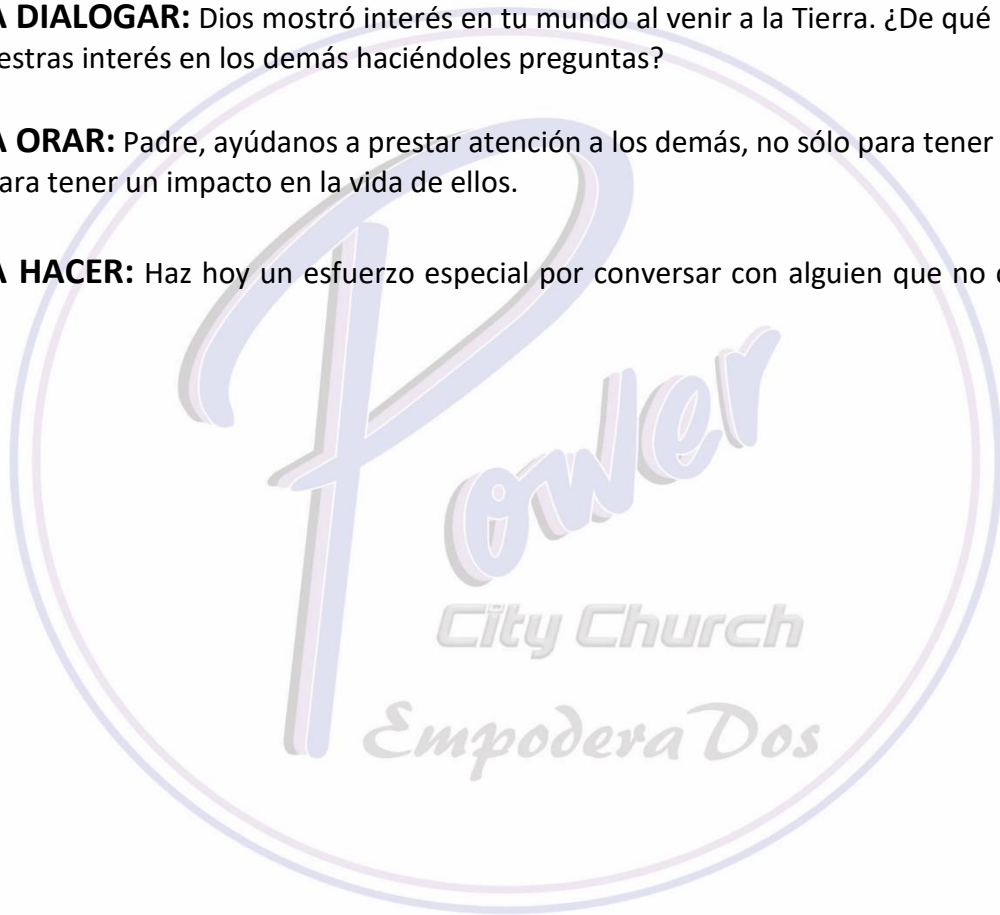 A DIALOGAR: Dios mostró interés en tu mundo al venir a la Tierra. ¿De qué
estras interés en los demás haciéndoles preguntas?
A ORAR: Padre, ayúdanos a prestar atención a los demás, no sólo para tener
ara tener un impacto en la vida de ellos.
A HACER: Haz hoy un esfuerzo especial por conversar con alguien que no
Power
City Church
EmpoderaDos